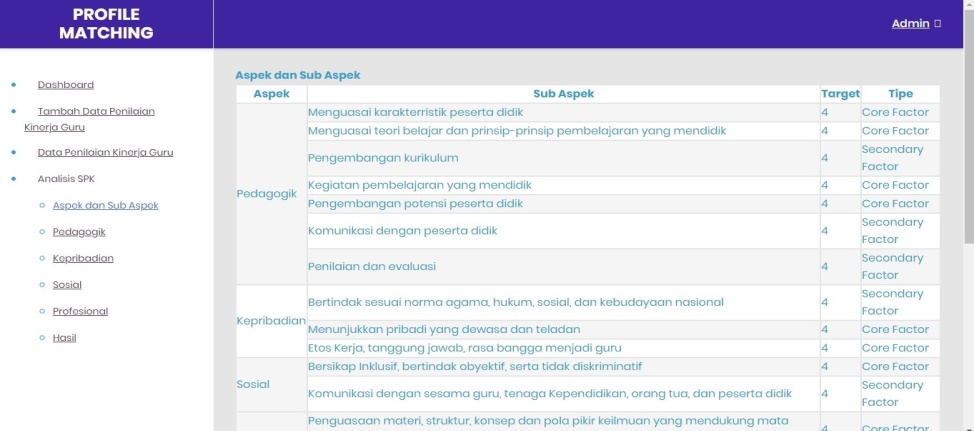 PROFILE
MATCHING
Admin
Dashboard
Tambah Data Penilaian
Kinerja Guru
Data Penilaian Kinerja Guru
Analisis SPK
Aspek dan Sub Aspek
Pedagogik
Kepribadian
Sosial
Profesional
Hasil
Aspek dan Sub Aspek
Aspek Sub Aspek Target Tipe
Pedagogik
Menguasai karakterristik peserta didik 4 Core Factor
Menguasai teori belajar dan prinsip-prinsip pembelajaran yang mendidik 4 Core Factor
Pengembangan kurikulum 4 Secondary
Factor
Kegiatan pembelajaran yang mendidik 4 Core Factor
Pengembangan potensi peserta didik 4 Core Factor
Komunikasi dengan peserta didik 4 Secondary
Factor
Penilaian dan evaluasi 4 Secondary
Factor
Kepribadian
Bertindak sesuai norma agama, hukum, sosial, dan kebudayaan nasional 4 Secondary
Factor
Menunjukkan pribadi yang dewasa dan teladan 4 Core Factor
Etos Kerja, tanggung jawab, rasa bangga menjadi guru 4 Core Factor
Sosial
Bersikap Inklusif, bertindak obyektif, serta tidak diskriminatif 4 Core Factor
Komunikasi dengan sesama guru, tenaga Kependidikan, orang tua, dan peserta didik 4 Secondary
Factor
Penguasaan materi, struktur, konsep dan pola pikir keilmuan yang mendukung mata
4 Core Factor